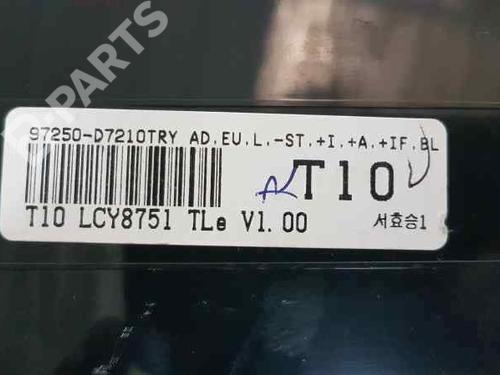 B-PARTS
97250-D7210TRY AD.EU.L.-ST.+I.+A.+IF.BL
T10
T10 LCY8751 TLe V1.00
서효승1